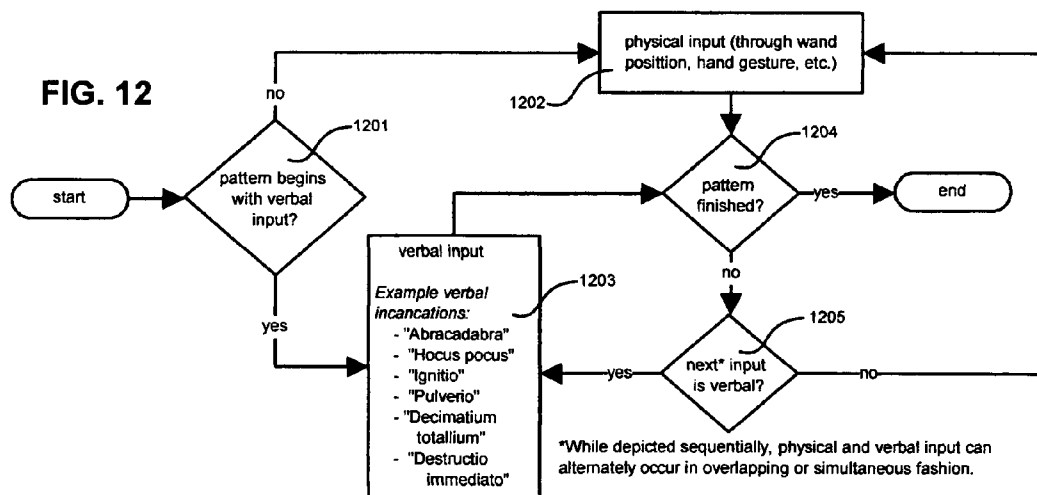 FIG. 12
start
pattern begins
with verbal
input?
1201
no
yes
physical input (through wand
posittion, hand gesture, etc.)
1202
pattern
finished?
1204
yes
end
no
verbal input
Example verbal
incancations:
- "Abracadabra"
- "Hocus pocus"
- "Ignitio"
- "Pulverio"
- "Decimatium
totallium"
- "Destructio
immediato"
1203
next* input
is verbal?
1205
yes
no
*While depicted sequentially, physical and verbal input can
alternately occur in overlapping or simultaneous fashion.